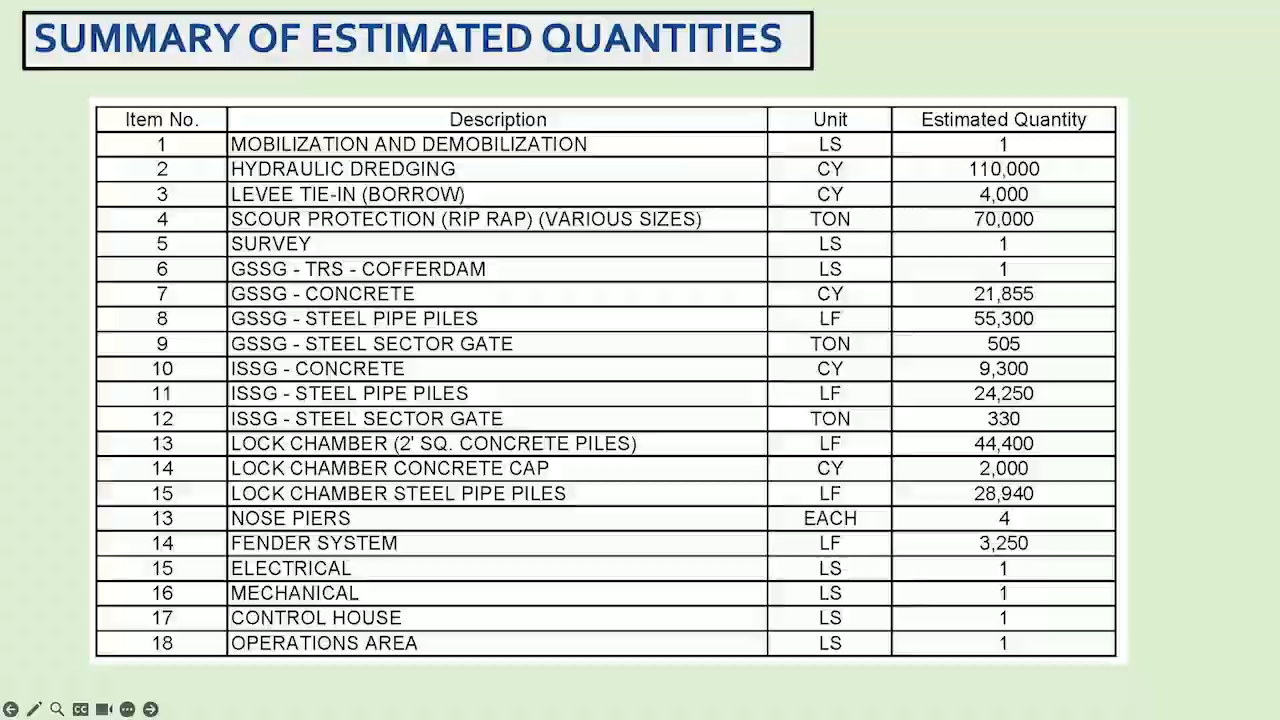 SUMMARY OF ESTIMATED QUANTITIES
Item No. Description Unit Estimated Quantity
1 MOBILIZATION AND DEMOBILIZATION LS 1
2 HYDRAULIC DREDGING CY 110,000
3 LEVEE TIE-IN (BORROW) CY 4,000
4 SCOUR PROTECTION (RIP RAP) (VARIOUS SIZES) TON 70,000
5 SURVEY LS 1
6 GSSG - TRS - COFFERDAM LS 1
7 GSSG - CONCRETE CY 21,855
8 GSSG - STEEL PIPE PILES LF 55,300
9 GSSG - STEEL SECTOR GATE TON 505
10 ISSG - CONCRETE CY 9,300
11 ISSG - STEEL PIPE PILES LF 24,250
12 ISSG - STEEL SECTOR GATE TON 330
13 LOCK CHAMBER (2' SQ. CONCRETE PILES) LF 44,400
14 LOCK CHAMBER CONCRETE CAP CY 2,000
15 LOCK CHAMBER STEEL PIPE PILES LF 28,940
13 NOSE PIERS EACH 4
14 FENDER SYSTEM LF 3,250
15 ELECTRICAL LS 1
16 MECHANICAL LS 1
17 CONTROL HOUSE LS 1
18 OPERATIONS AREA LS 1
CC